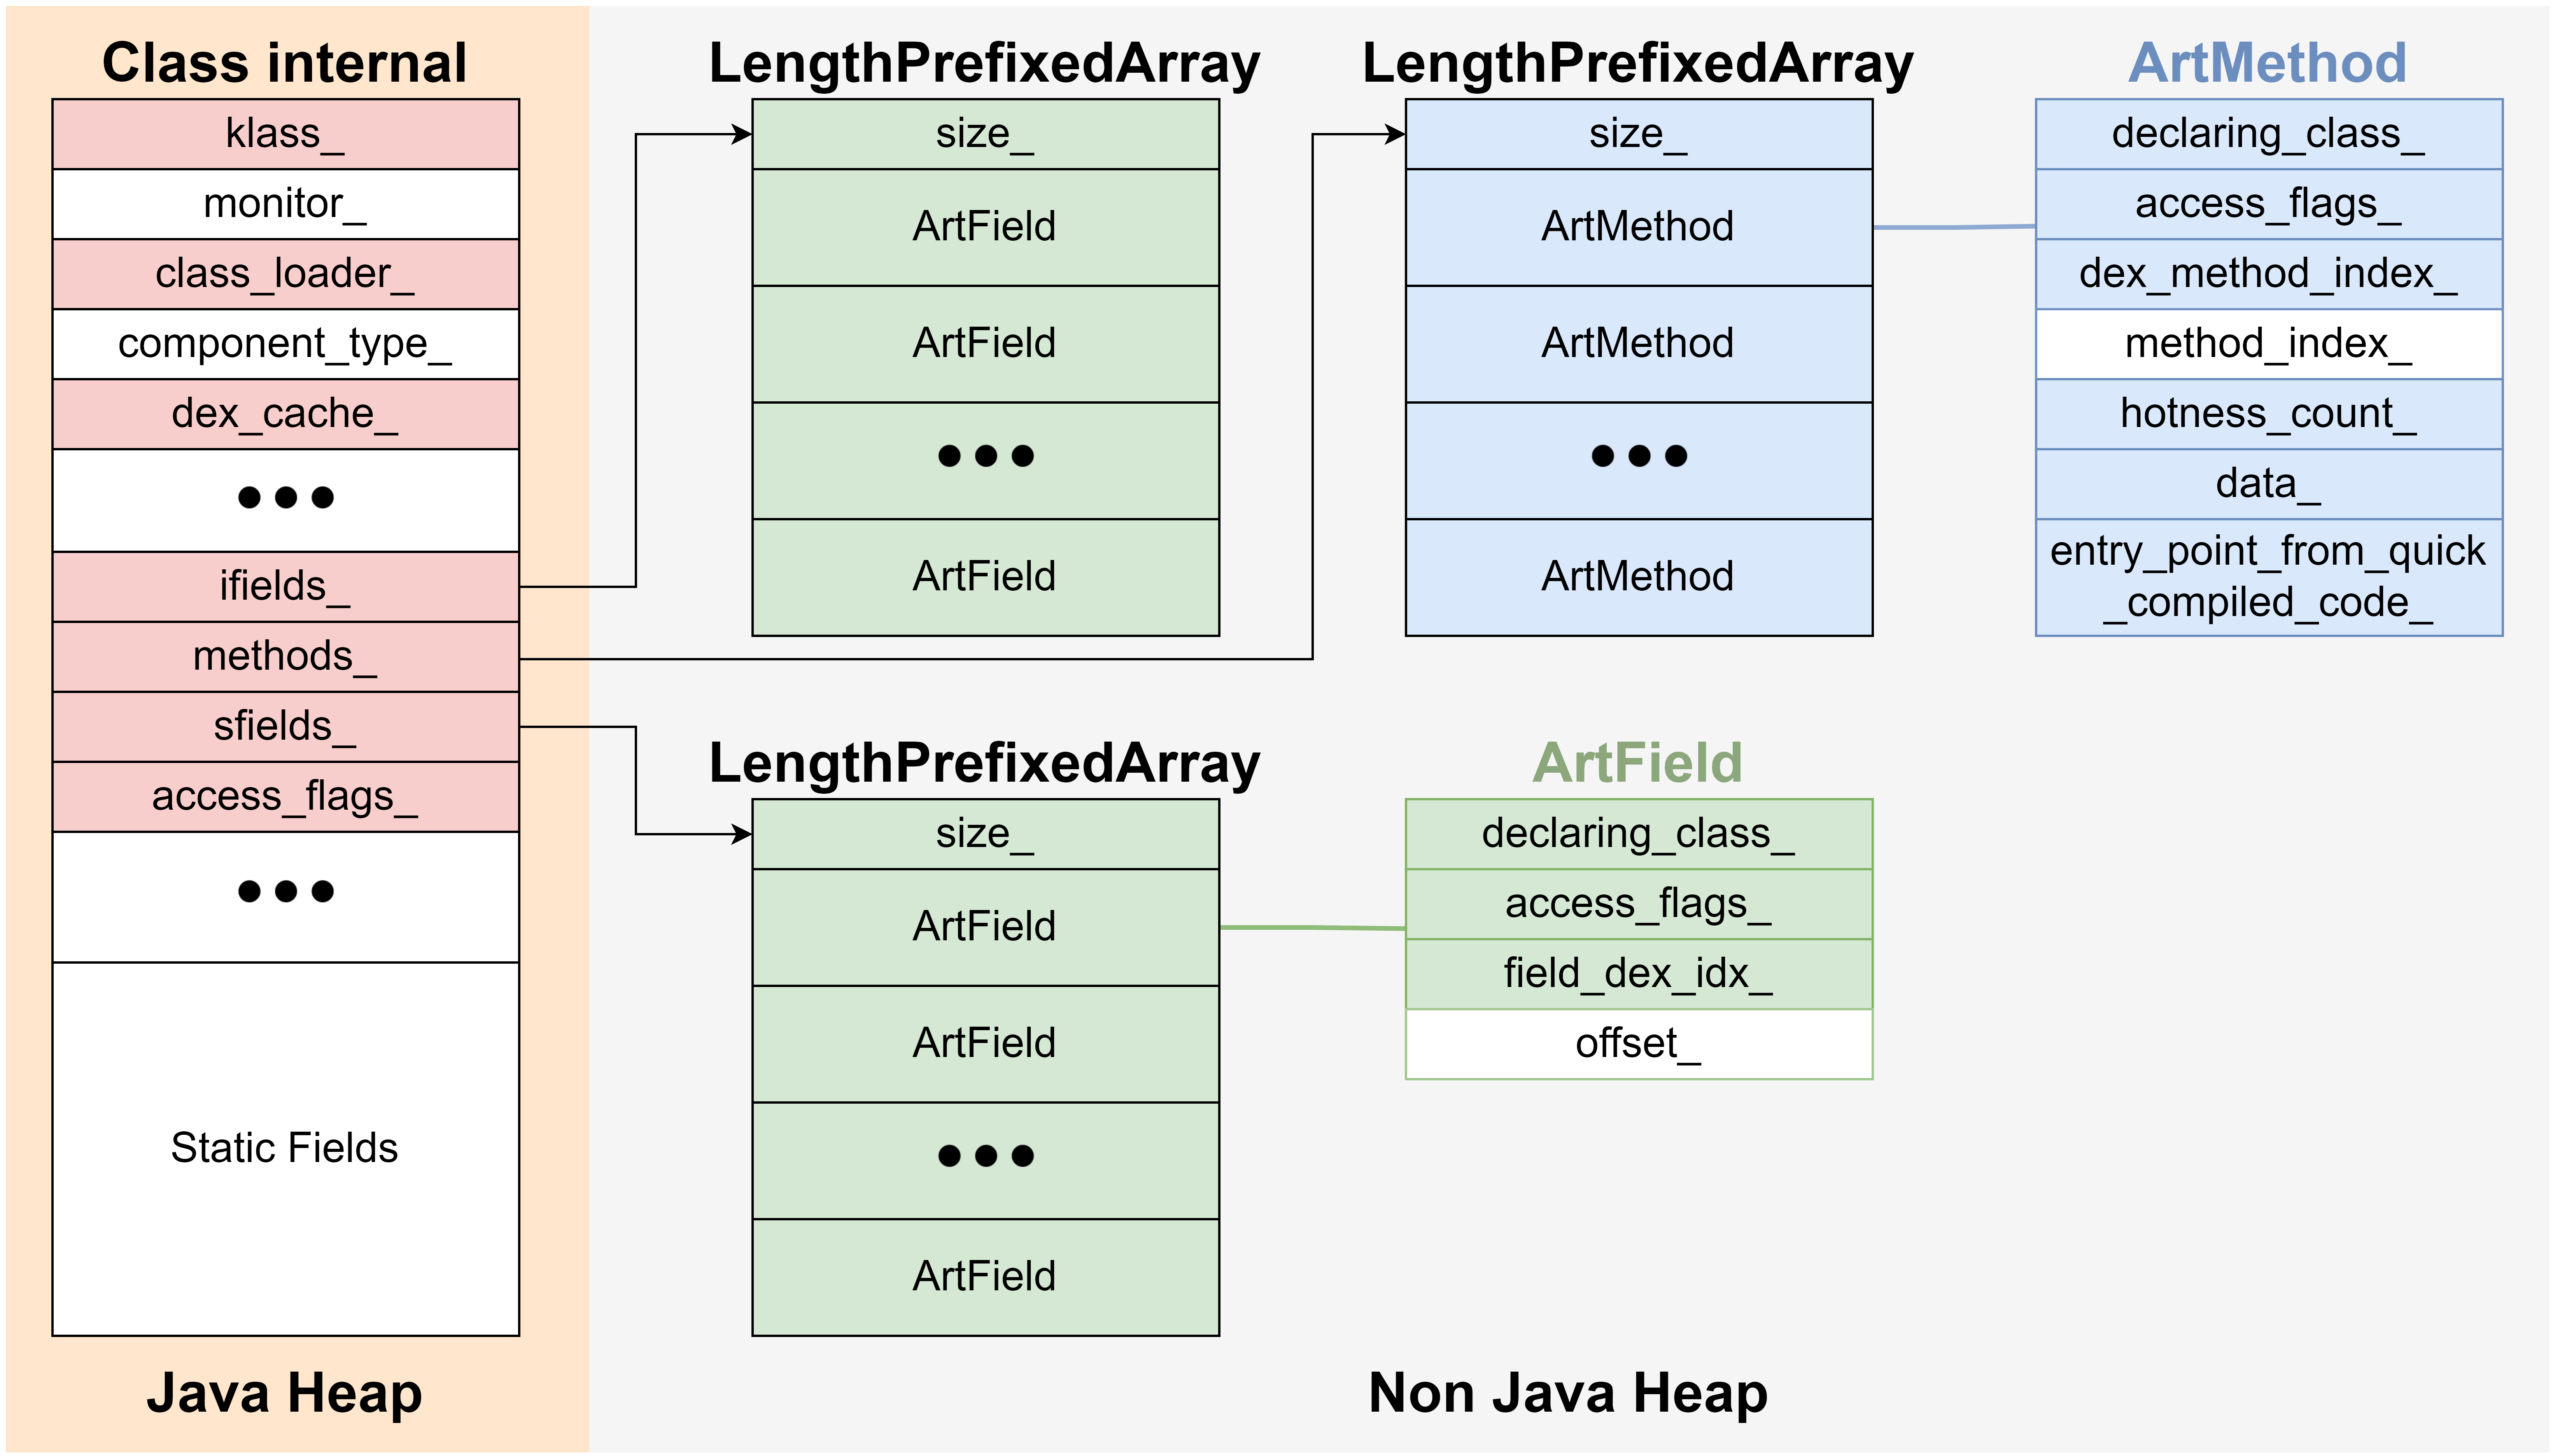 Class internal
klass_
monitor_
class_loader_
component_type_
dex_cache_
ifields_
methods_
sfields_
access_flags_
Static Fields
Java Heap
LengthPrefixedArray
size_
ArtField
ArtField
ArtField
LengthPrefixedArray
size_
ArtMethod
ArtMethod
ArtMethod
ArtMethod
declaring_class_
access_flags_
dex_method_index_
method_index_
hotness_count_
data_
entry_point_from_quick
_compiled_code_
LengthPrefixedArray
size_
ArtField
ArtField
ArtField
ArtField
declaring_class_
access_flags_
field_dex_idx_
offset_
Non Java Heap